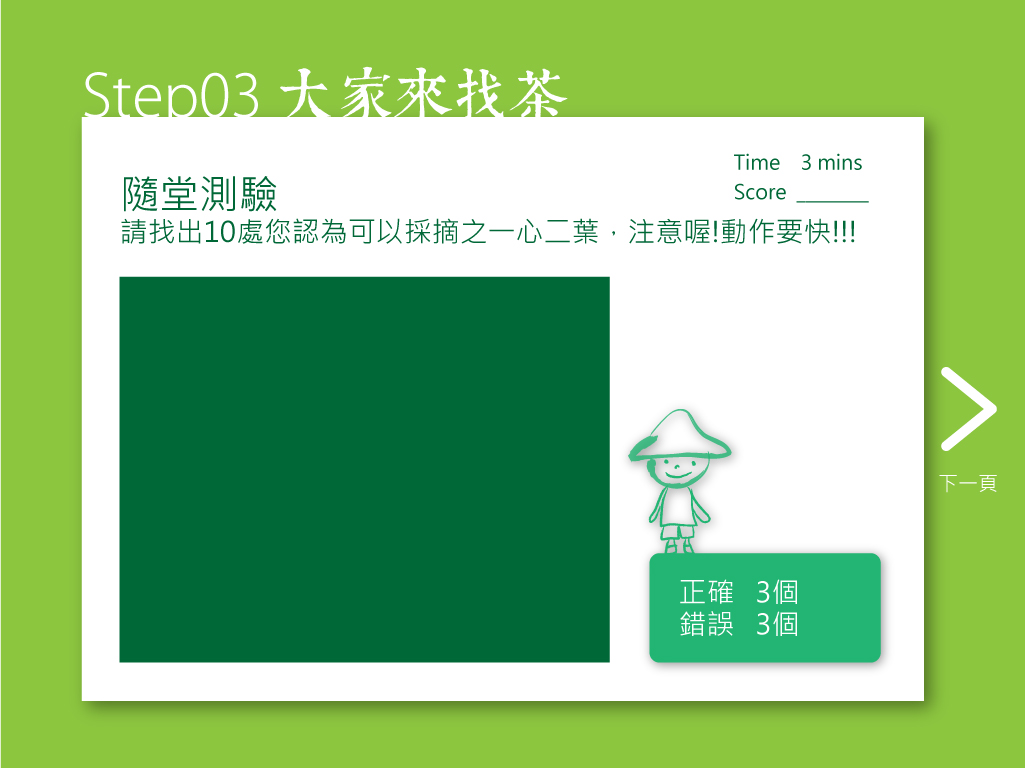 Step03 大家來找茶
Time 3 mins
Score ________
隨堂測驗
請找出10處您認為可以採摘之一心二葉，注意喔!動作要快!!!
下一頁
正確 3個
錯誤 3個